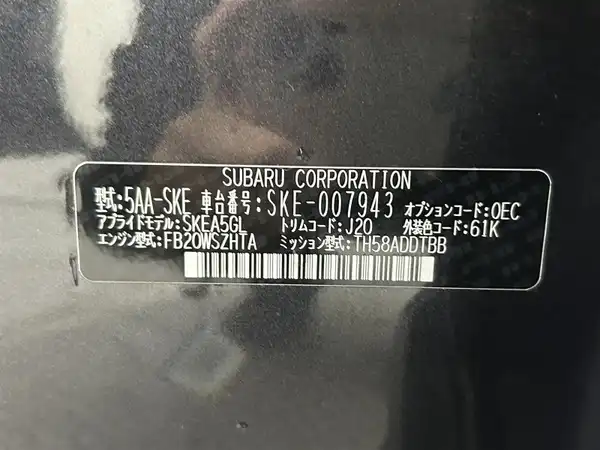 SUBARU CORPORATION
型式:5AA-SKE 車台番号:SKE-007943 オプションコード:OEC
アプライドモデル:SKEA5GL トリムコード:J20 外装色コード:61K
エンジン型式:FB20WSZHTA ミッション型式:TH58ADDTBB